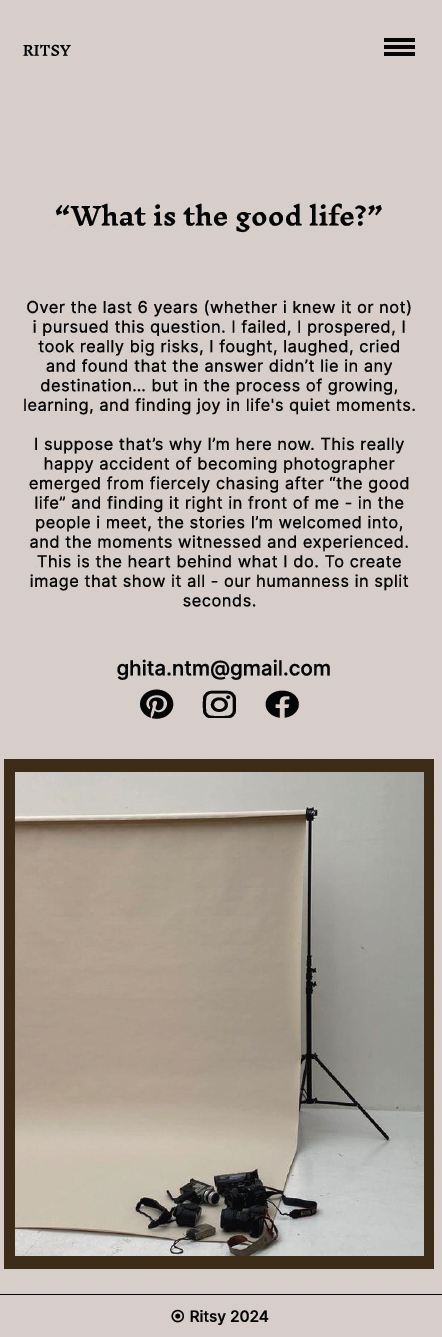 RITSY
“What is the good life?”
Over the last 6 years (whether i knew it or not)
i pursued this question. I failed, I prospered, I
took really big risks, I fought, laughed, cried
and found that the answer didn’t lie in any
destination... but in the process of growing,
learning, and finding joy in life's quiet moments.
I suppose that’s why I’m here now. This really
happy accident of becoming photographer
emerged from fiercely chasing after “the good
life” and finding it right in front of me - in the
people i meet, the stories I’m welcomed into,
and the moments witnessed and experienced.
This is the heart behind what I do. To create
image that show it all - our humanness in split
seconds.
ghita.ntm@gmail.com
⦿ Ritsy 2024